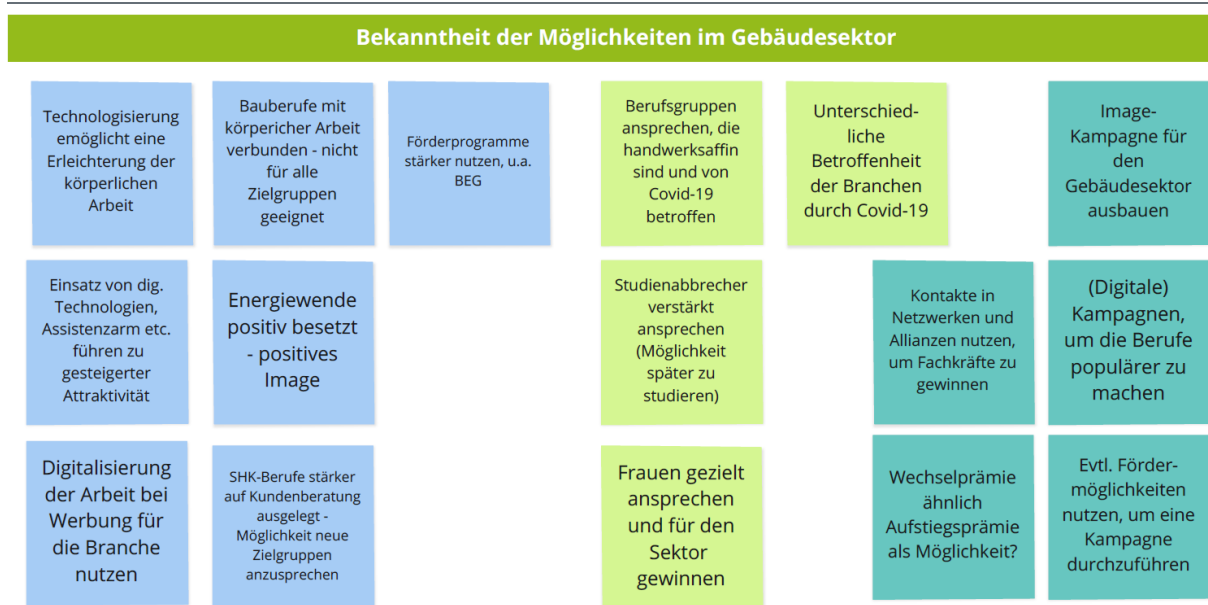 Bekanntheit der Möglichkeiten im Gebäudesektor
Technologisierung
emöglicht eine
Erleichterung der
körperlichen
Arbeit
Bauberufe mit
körpericher Arbeit
verbunden - nicht
für alle
Zielgruppen
geeignet
Förderprogramme
stärker nutzen, u.a.
BEG
Berufsgruppen
ansprechen, die
handwerksaffin
sind und von
Covid-19
betroffen
Unterschied-
liche
Betroffenheit
der Branchen
durch Covid-19
Image-
Kampagne für
den
Gebäudesektor
ausbauen
Einsatz von dig.
Technologien,
Assistenzarm etc.
führen zu
gesteigerter
Attraktivität
Energiewende
positiv besetzt
- positives
Image
Studienabbrecher
verstärkt
ansprechen
(Möglichkeit
später zu
studieren)
Kontakte in
Netzwerken und
Allianzen nutzen,
um Fachkräfte zu
gewinnen
(Digitale)
Kampagnen,
um die Berufe
populärer zu
machen
Digitalisierung
der Arbeit bei
Werbung für
die Branche
nutzen
SHK-Berufe stärker
auf Kundenberatung
ausgelegt -
Möglichkeit neue
Zielgruppen
anzusprechen
Frauen gezielt
ansprechen
und für den
Sektor
gewinnen
Wechselprämie
ähnlich
Aufstiegsprämie
als Möglichkeit?
Evtl. Förder-
möglichkeiten
nutzen, um eine
Kampagne
durchzuführen